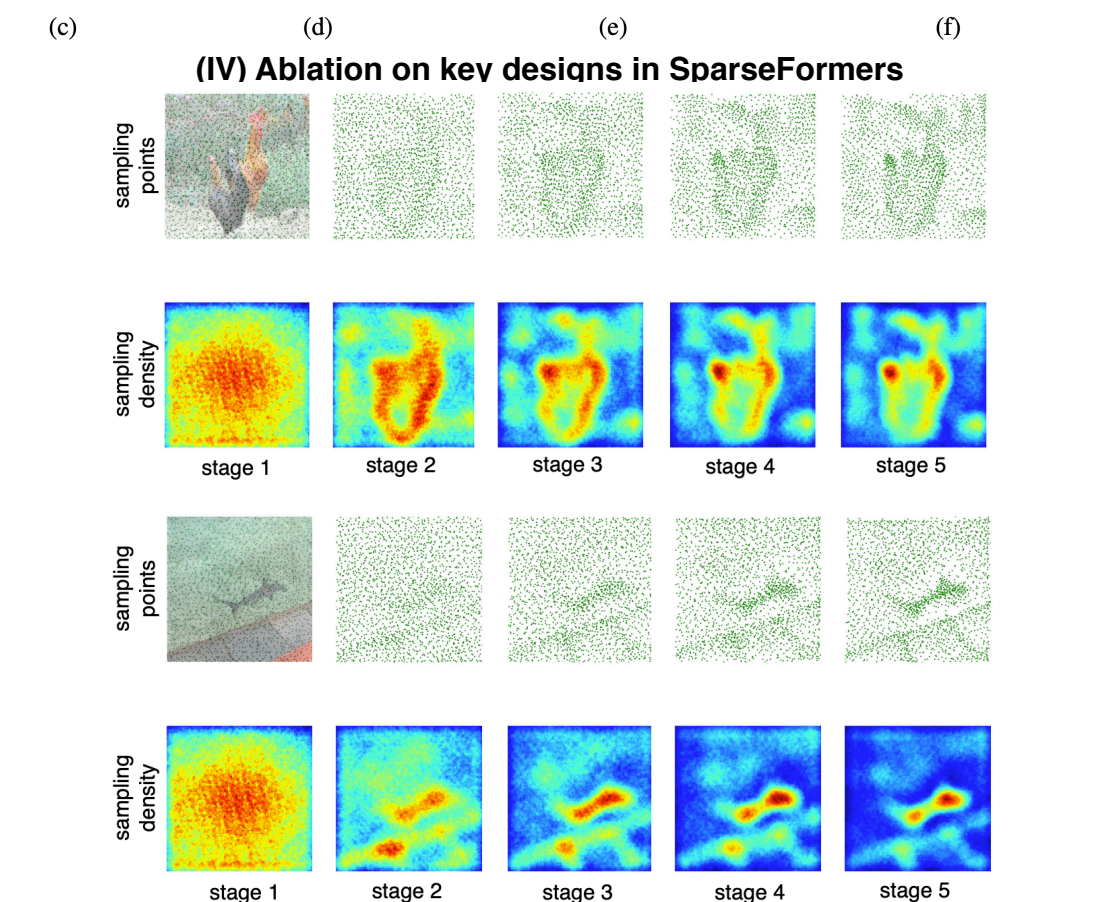 (c) (d) (e) (f)
(IV) Ablation on key designs in SparseFormers
sampling
points
sampling
density
stage 1 stage 2 stage 3 stage 4 stage 5
sampling
points
sampling
density
stage 1 stage 2 stage 3 stage 4 stage 5